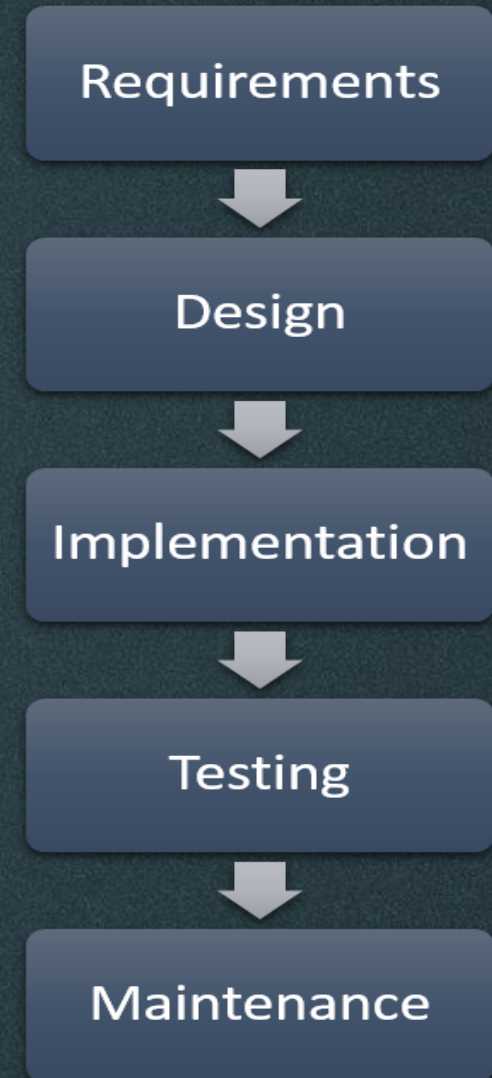 Requirements
Design
Implementation
Testing
Maintenance